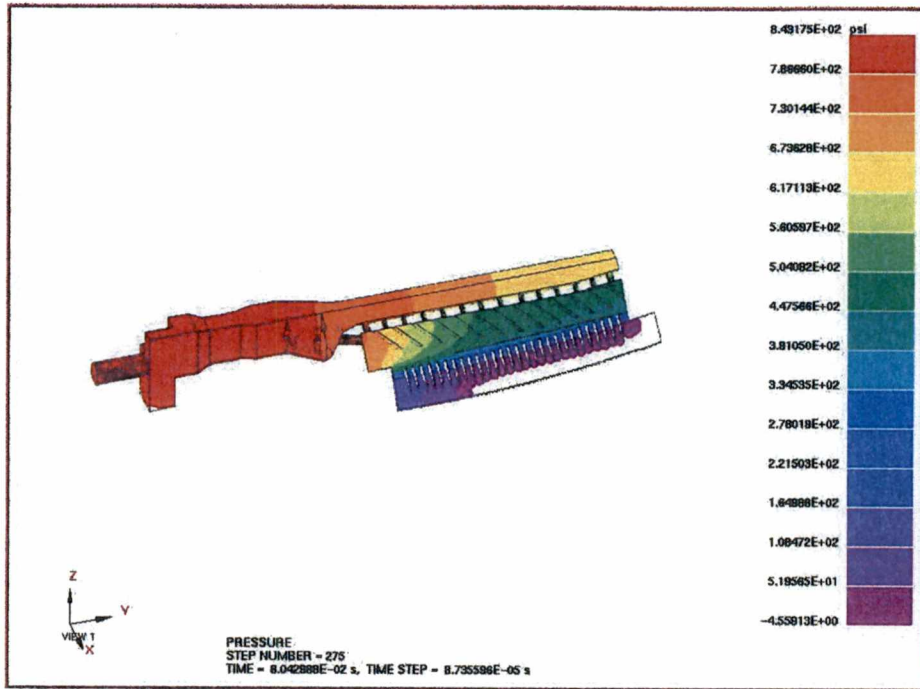 8.49175E+02 psi
7.86660E+02
7.30144E+02
6.73628E+02
6.17113E+02
5.60597E+02
5.04082E+02
4.47566E+02
3.91050E+02
3.34535E+02
2.78019E+02
2.21503E+02
1.64988E+02
1.08472E+02
5.19565E+01
-4.55913E+00
Z
Y
VIEW 1
X
PRESSURE
STEP NUMBER = 275
TIME = 8.042988E-02 s, TIME STEP = 8.735596E-05 s